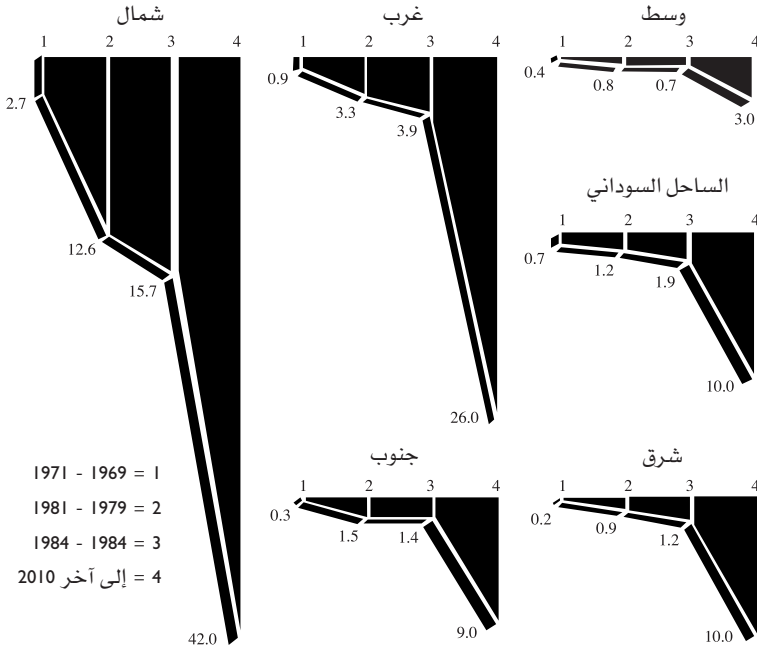 شمال
1 2 3 4
2.7
12.6
15.7
42.0
غرب
1 2 3 4
0.9
3.3
3.9
26.0
وسط
1 2 3 4
0.4
0.8
0.7
3.0
الساحل السوداني
1 2 3 4
0.7
1.2
1.9
10.0
جنوب
1 2 3 4
0.3
1.5
1.4
9.0
شرق
1 2 3 4
0.2
0.9
1.2
10.0
1 = 1969 - 1971
2 = 1979 - 1981
3 = 1984 - 1984
4 = إلى آخر 2010